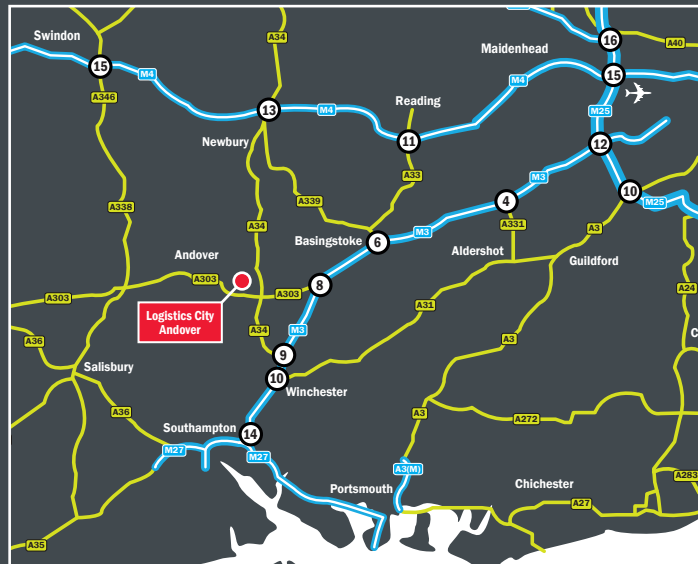 Swindon
A34
16
A40
Maidenhead
15
M4
15
M4
A346
Reading
M4
13
M25
Newbury
11
12
A33
M3
10
A338
A339
4
M25
A34
A331
A3
Basingstoke
6
M3
Aldershot
Guildford
Andover
A303
A303
8
A24
A303
A31
Logistics City
Andover
A36
A34
M3
A3
9
C
Salisbury
10
Winchester
A36
A3
A272
Southampton
14
M27
M27
A3(M)
A283
Portsmouth
Chichester
A27
A35